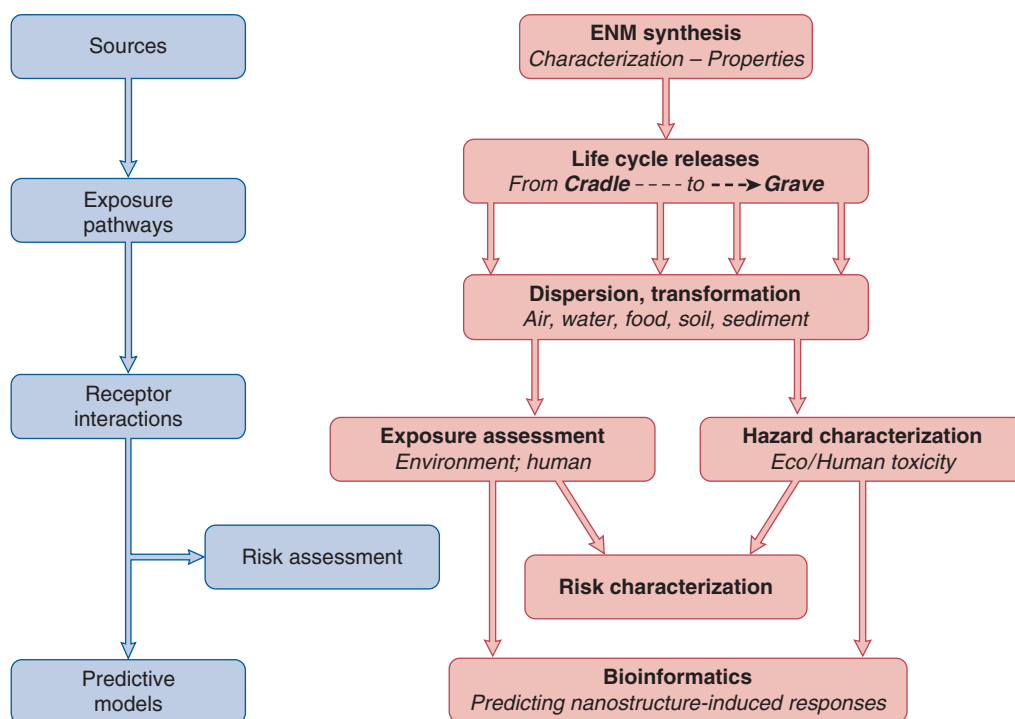 Sources
Exposure
pathways
Receptor
interactions
Risk assessment
Predictive
models
ENM synthesis
Characterization – Properties
Life cycle releases
From Cradle ---- to ---➤ Grave
Dispersion, transformation
Air, water, food, soil, sediment
Exposure assessment
Environment; human
Hazard characterization
Eco/Human toxicity
Risk characterization
Bioinformatics
Predicting nanostructure-induced responses